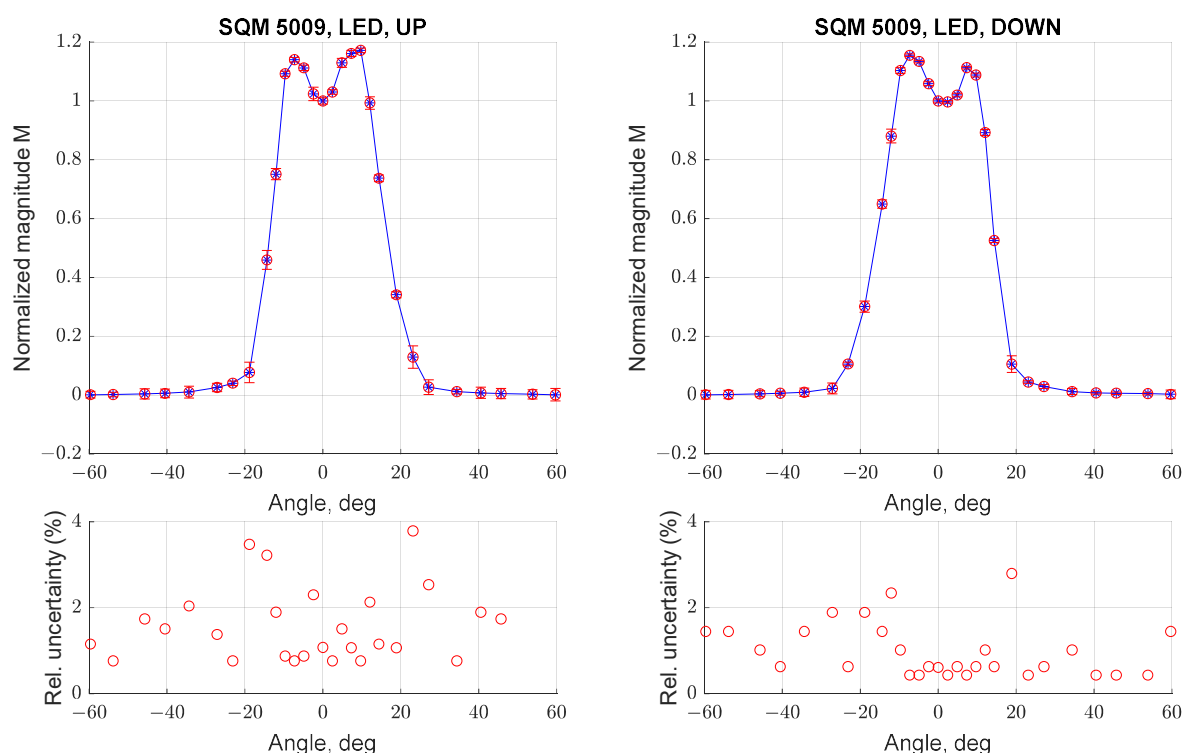 SQM 5009, LED, UP
1.2
1
0.8
0.6
0.4
0.2
0
−0.2
Normalized magnitude M
−60 −40 −20 0 20 40 60
Angle, deg
SQM 5009, LED, DOWN
1.2
1
0.8
0.6
0.4
0.2
0
−0.2
Normalized magnitude M
−60 −40 −20 0 20 40 60
Angle, deg
4
2
0
Rel. uncertainty (%)
−60 −40 −20 0 20 40 60
Angle, deg
4
2
0
Rel. uncertainty (%)
−60 −40 −20 0 20 40 60
Angle, deg